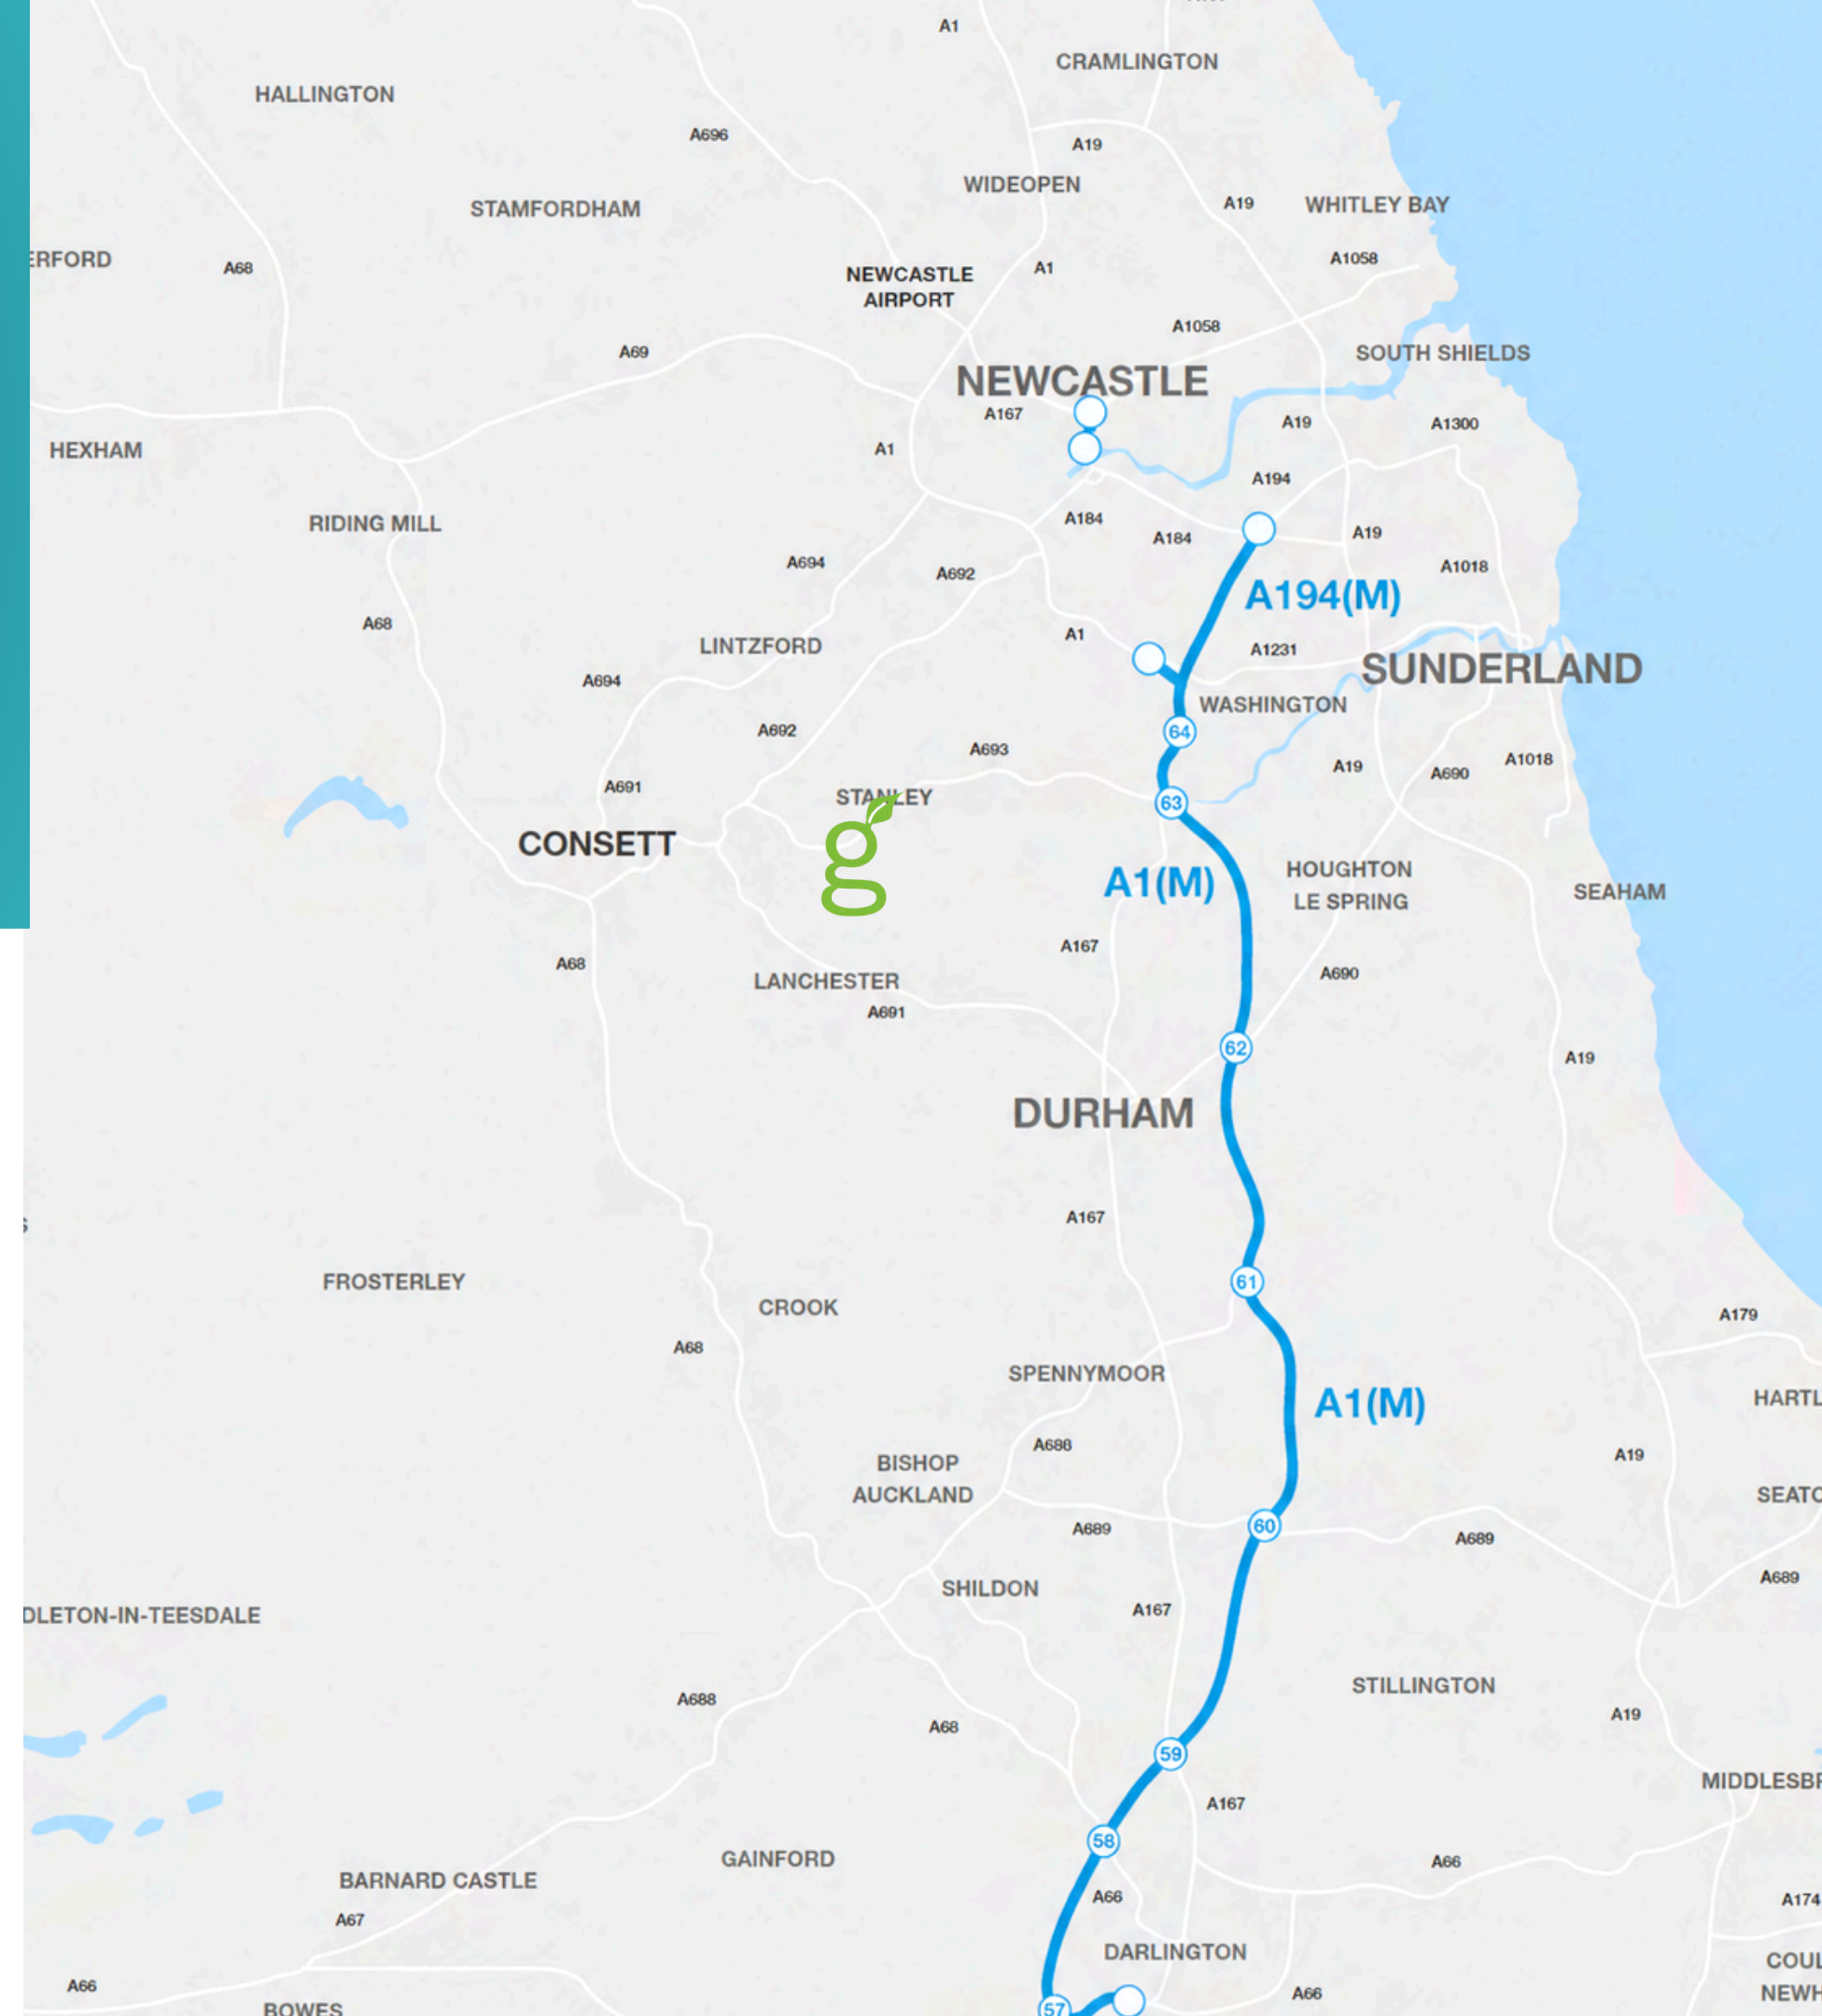 A1
CRAMLINGTON
HALLINGTON
A696
A19
WIDEOPEN
STAMFORDHAM
A19
WHITLEY BAY
ERFORD
A68
NEWCASTLE
AIRPORT
A1
A1058
A1058
A69
SOUTH SHIELDS
NEWCASTLE
A167
A19
A1300
HEXHAM
A1
A194
RIDING MILL
A184
A184
A19
A694
A692
A1018
A194(M)
A68
A1
LINTZFORD
A1231
SUNDERLAND
A694
WASHINGTON
A692
64
A693
A19
A690
A1018
A691
STANLEY
63
CONSETT
g
A1(M)
HOUGHTON
LE SPRING
SEAHAM
A167
A68
A690
LANCHESTER
A691
62
A19
DURHAM
A167
FROSTERLEY
61
CROOK
A179
A68
SPENNYMOOR
A1(M)
HARTL
A688
A19
BISHOP
AUCKLAND
SEATO
A689
60
A689
A689
SHILDON
DLETON-IN-TEESDALE
A167
STILLINGTON
A688
A19
A68
59
MIDDLESBR
A167
58
GAINFORD
A66
BARNARD CASTLE
A66
A174
A67
DARLINGTON
COUL
NEWH
A66
A66
57
BOWES